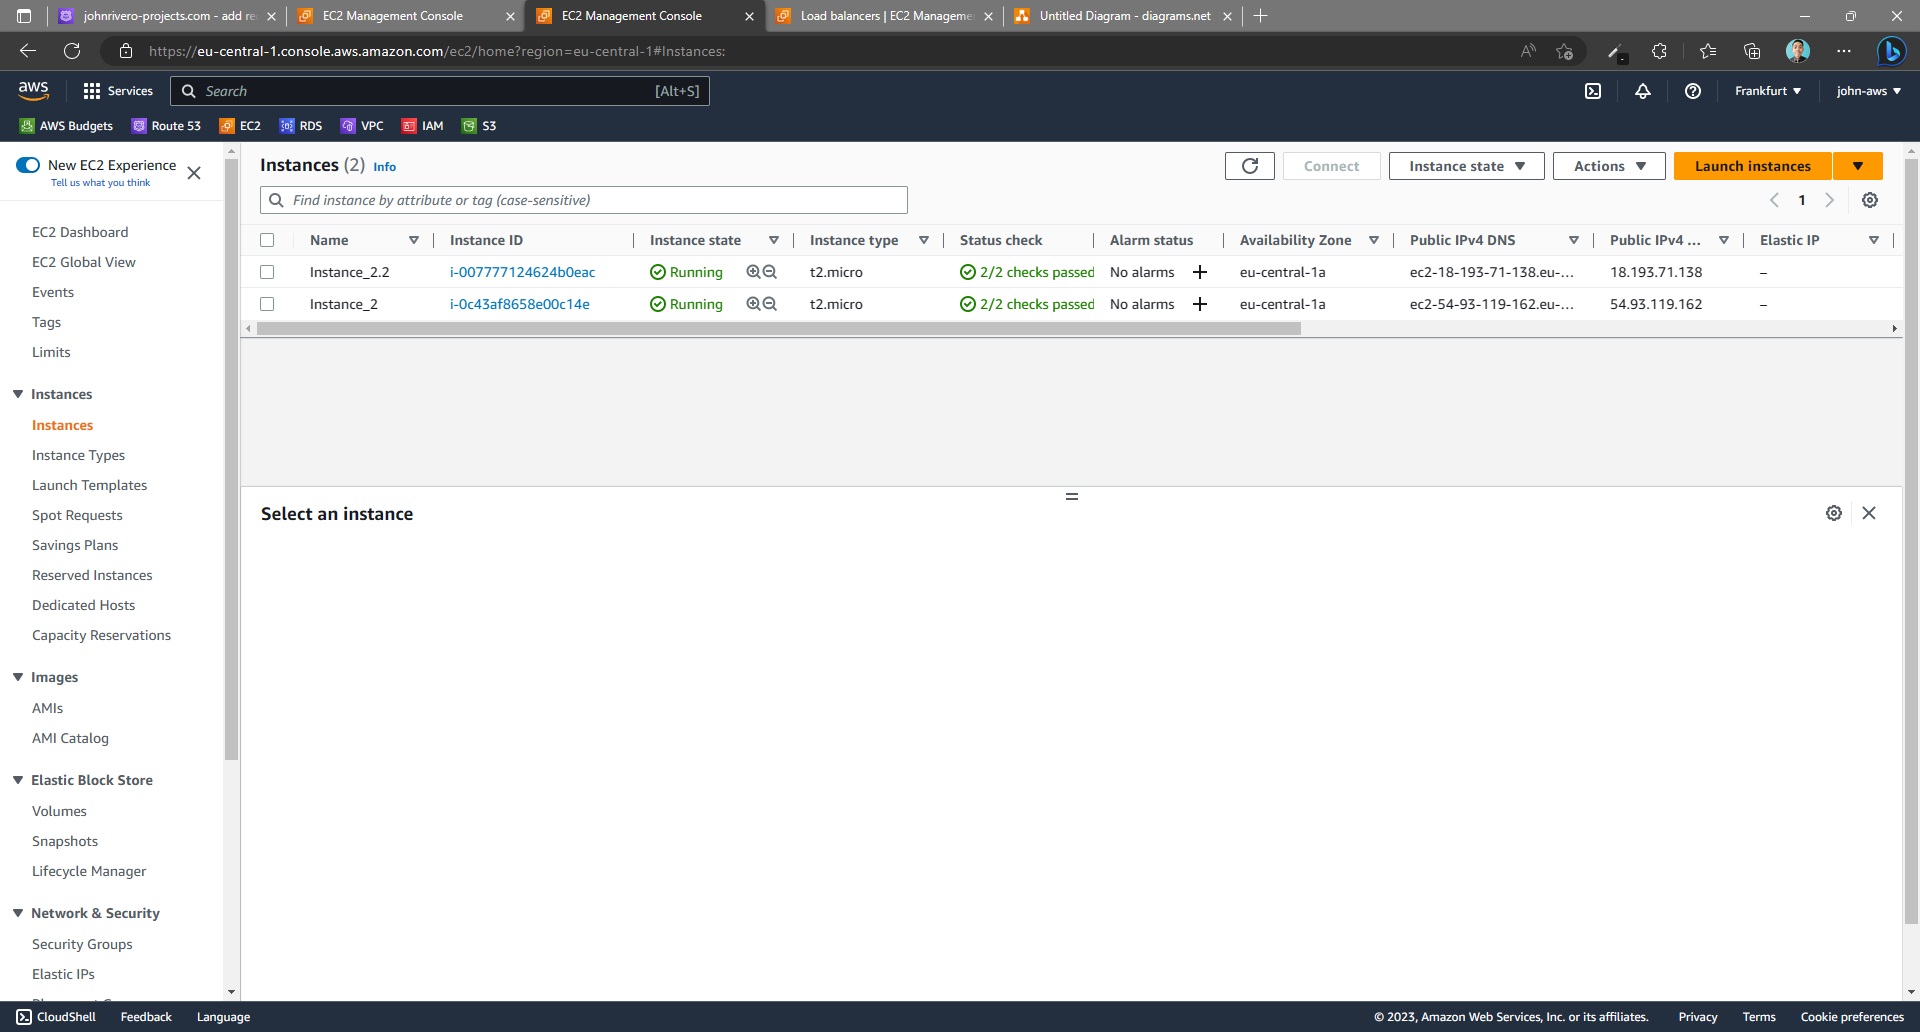 johnrivero-projects.com - add re
EC2 Management Console
EC2 Management Console
Load balancers | EC2 Manageme
Untitled Diagram - diagrams.net
https://eu-central-1.console.aws.amazon.com/ec2/home?region=eu-central-1#Instances:
aws
Services
Search
[Alt+S]
Frankfurt
john-aws
AWS Budgets
Route 53
EC2
RDS
VPC
IAM
S3
New EC2 Experience
Tell us what you think
EC2 Dashboard
EC2 Global View
Events
Tags
Limits
Instances
Instances
Instance Types
Launch Templates
Spot Requests
Savings Plans
Reserved Instances
Dedicated Hosts
Capacity Reservations
Images
AMIs
AMI Catalog
Elastic Block Store
Volumes
Snapshots
Lifecycle Manager
Network & Security
Security Groups
Elastic IPs
Instances (2) Info
Connect
Instance state
Actions
Launch instances
Find instance by attribute or tag (case-sensitive)
1
Name Instance ID Instance state Instance type Status check Alarm status Availability Zone Public IPv4 DNS Public IPv4 ... Elastic IP
Instance_2.2 i-007777124624b0eac Running t2.micro 2/2 checks passed No alarms + eu-central-1a ec2-18-193-71-138.eu-... 18.193.71.138 –
Instance_2 i-0c43af8658e00c14e Running t2.micro 2/2 checks passed No alarms + eu-central-1a ec2-54-93-119-162.eu-... 54.93.119.162 –
Select an instance
CloudShell
Feedback
Language
© 2023, Amazon Web Services, Inc. or its affiliates.
Privacy
Terms
Cookie preferences